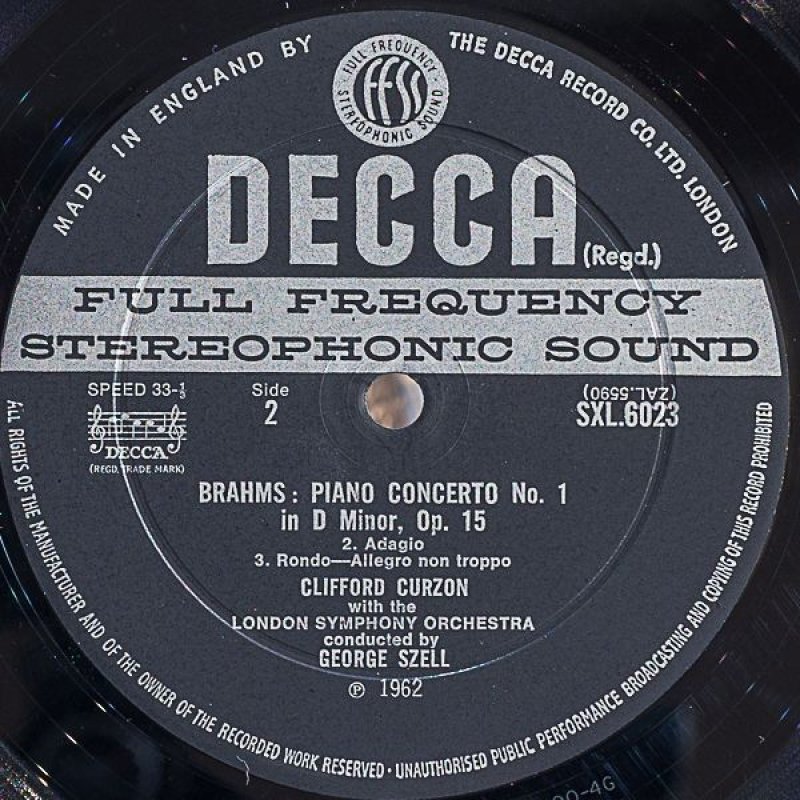 MADE IN ENGLAND BY
THE DECCA RECORD CO. LTD. LONDON
FULL FREQUENCY
FFSS
STEREOPHONIC SOUND
DECCA
(Regd.)
FULL FREQUENCY
STEREOPHONIC SOUND
SPEED 33-⅓
Side
2
(ZAL.5590)
SXL.6023
DECCA
(REGD. TRADE MARK)
BRAHMS: PIANO CONCERTO No. 1
in D Minor, Op. 15
2. Adagio
3. Rondo—Allegro non troppo
CLIFFORD CURZON
with the
LONDON SYMPHONY ORCHESTRA
conducted by
GEORGE SZELL
℗ 1962
ALL RIGHTS OF THE MANUFACTURER AND OF THE OWNER OF THE RECORDED WORK RESERVED · UNAUTHORISED PUBLIC PERFORMANCE BROADCASTING AND COPYING OF THIS RECORD PROHIBITED